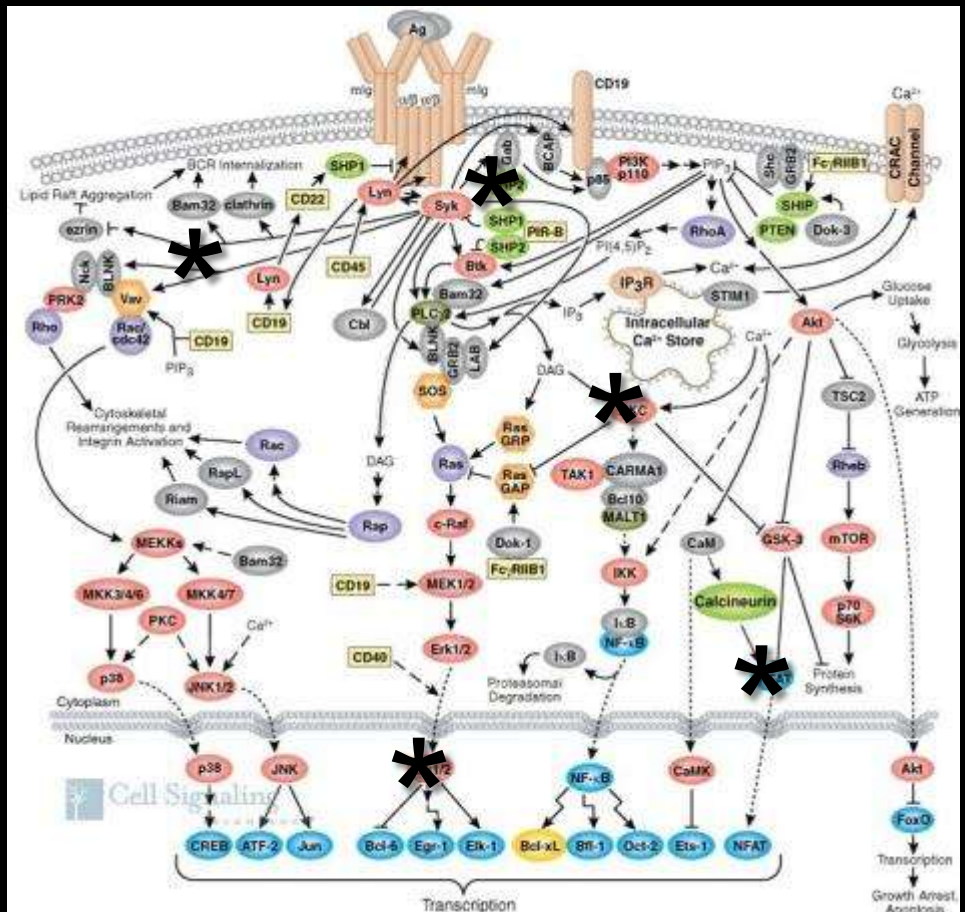 Ag
mIg
α/β α/β
mIg
CD19
Ca²⁺
CRAC
Channel
BCR Internalization
SHP1
Lyn
Gab
BCAP
p85
PI3K
p110
PIP₃
Shc
GRB2
FcγRIIB1
Lipid Raft Aggregation
Bam32
clathrin
CD22
Syk
SHIP
ezrin
SHP1
PIR-B
SHP2
RhoA
PTEN
Dok-3
PI(4,5)P₂
Nck
BLNK
Lyn
CD45
Btk
IP₃R
Ca²⁺
STIM1
PRK2
Vav
Bam32
Glucose
Uptake
Rho
Rac/
cdc42
CD19
CD19
Cbl
PLCγ2
IP₃
Intracellular
Ca²⁺ Store
Ca²⁺
Akt
Glycolysis
PIP₃
BLNK
GRB2
LAB
DAG
ATP
Generation
SOS
TSC2
Cytoskeletal
Rearrangements and
Integrin Activation
Rac
RapL
Riam
DAG
Rap
Ras
Ras
GRP
Ras
GAP
TAK1
CARMA1
Bcl10
MALT1
Rheb
c-Raf
Dok-1
FcγRIIB1
MEKKs
Bam32
CaM
GSK-3
mTOR
MKK3/4/6
MKK4/7
CD19
MEK1/2
IKK
Calcineurin
p70
S6K
PKC
Ca²⁺
IκB
NF-κB
Erk1/2
CD40
IκB
Proteasomal
Degradation
Protein
Synthesis
p38
JNK1/2
Cytoplasm
Nucleus
p38
JNK
NF-κB
CaMK
Akt
Cell Signaling
CREB
ATF-2
Jun
Bcl-6
Egr-1
Elk-1
Bcl-xL
Bfl-1
Oct-2
Ets-1
NFAT
FoxO
Transcription
Transcription
Growth Arrest,
Apoptosis